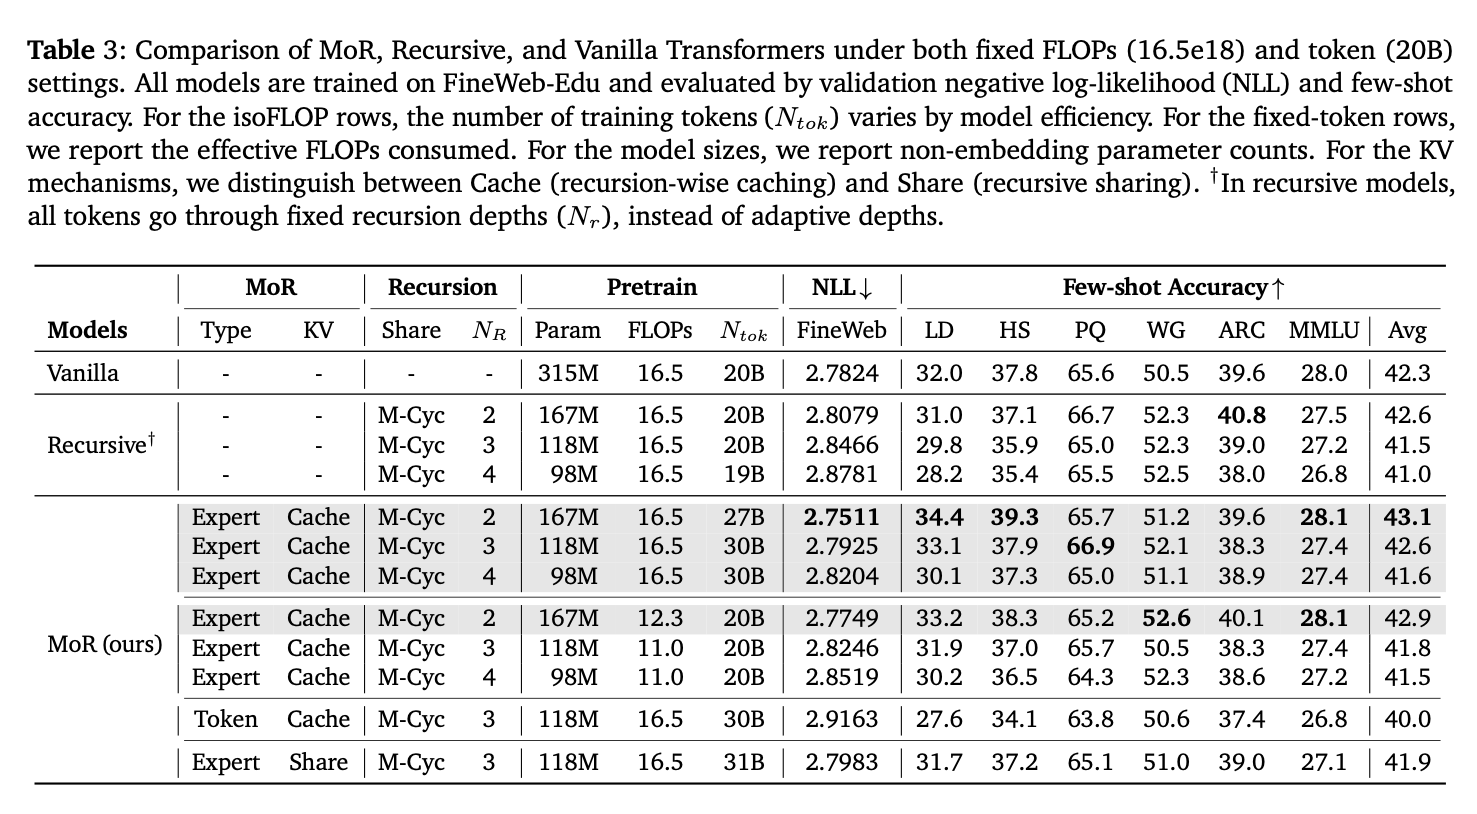 Table 3: Comparison of MoR, Recursive, and Vanilla Transformers under both fixed FLOPs (16.5e18) and token (20B)
settings. All models are trained on FineWeb-Edu and evaluated by validation negative log-likelihood (NLL) and few-shot
accuracy. For the isoFLOP rows, the number of training tokens (N_tok) varies by model efficiency. For the fixed-token rows,
we report the effective FLOPs consumed. For the model sizes, we report non-embedding parameter counts. For the KV
mechanisms, we distinguish between Cache (recursion-wise caching) and Share (recursive sharing). †In recursive models,
all tokens go through fixed recursion depths (N_r), instead of adaptive depths.
MoR Recursion Pretrain NLL↓ Few-shot Accuracy↑
Models Type KV Share N_R Param FLOPs N_tok FineWeb LD HS PQ WG ARC MMLU Avg
Vanilla - - - - 315M 16.5 20B 2.7824 32.0 37.8 65.6 50.5 39.6 28.0 42.3
- - M-Cyc 2 167M 16.5 20B 2.8079 31.0 37.1 66.7 52.3 40.8 27.5 42.6
Recursive† - - M-Cyc 3 118M 16.5 20B 2.8466 29.8 35.9 65.0 52.3 39.0 27.2 41.5
- - M-Cyc 4 98M 16.5 19B 2.8781 28.2 35.4 65.5 52.5 38.0 26.8 41.0
Expert Cache M-Cyc 2 167M 16.5 27B 2.7511 34.4 39.3 65.7 51.2 39.6 28.1 43.1
Expert Cache M-Cyc 3 118M 16.5 30B 2.7925 33.1 37.9 66.9 52.1 38.3 27.4 42.6
Expert Cache M-Cyc 4 98M 16.5 30B 2.8204 30.1 37.3 65.0 51.1 38.9 27.4 41.6
Expert Cache M-Cyc 2 167M 12.3 20B 2.7749 33.2 38.3 65.2 52.6 40.1 28.1 42.9
MoR (ours) Expert Cache M-Cyc 3 118M 11.0 20B 2.8246 31.9 37.0 65.7 50.5 38.3 27.4 41.8
Expert Cache M-Cyc 4 98M 11.0 20B 2.8519 30.2 36.5 64.3 52.3 38.6 27.2 41.5
Token Cache M-Cyc 3 118M 16.5 30B 2.9163 27.6 34.1 63.8 50.6 37.4 26.8 40.0
Expert Share M-Cyc 3 118M 16.5 31B 2.7983 31.7 37.2 65.1 51.0 39.0 27.1 41.9